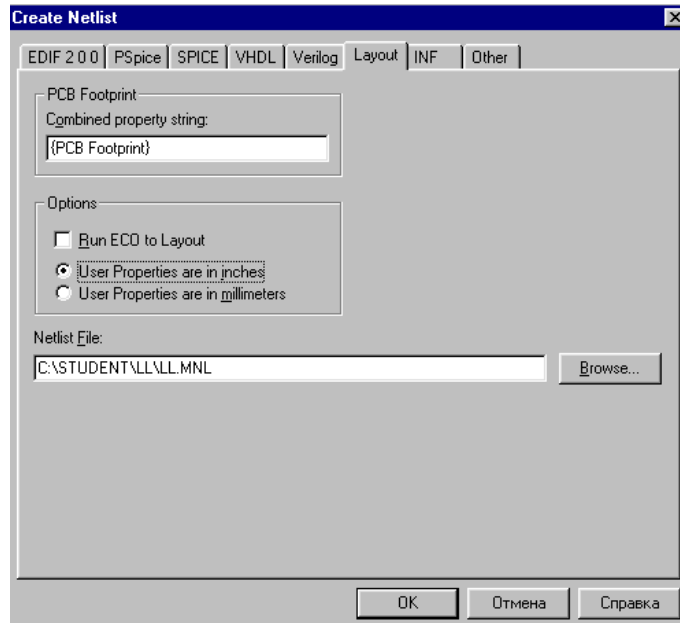 Create Netlist
EDIF 2 0 0 PSpice SPICE VHDL Verilog Layout INF Other
PCB Footprint
Combined property string:
{PCB Footprint}
Options
Run ECO to Layout
User Properties are in inches
User Properties are in millimeters
Netlist File:
C:\STUDENT\LL\LL.MNL
Browse...
OK Отмена Справка